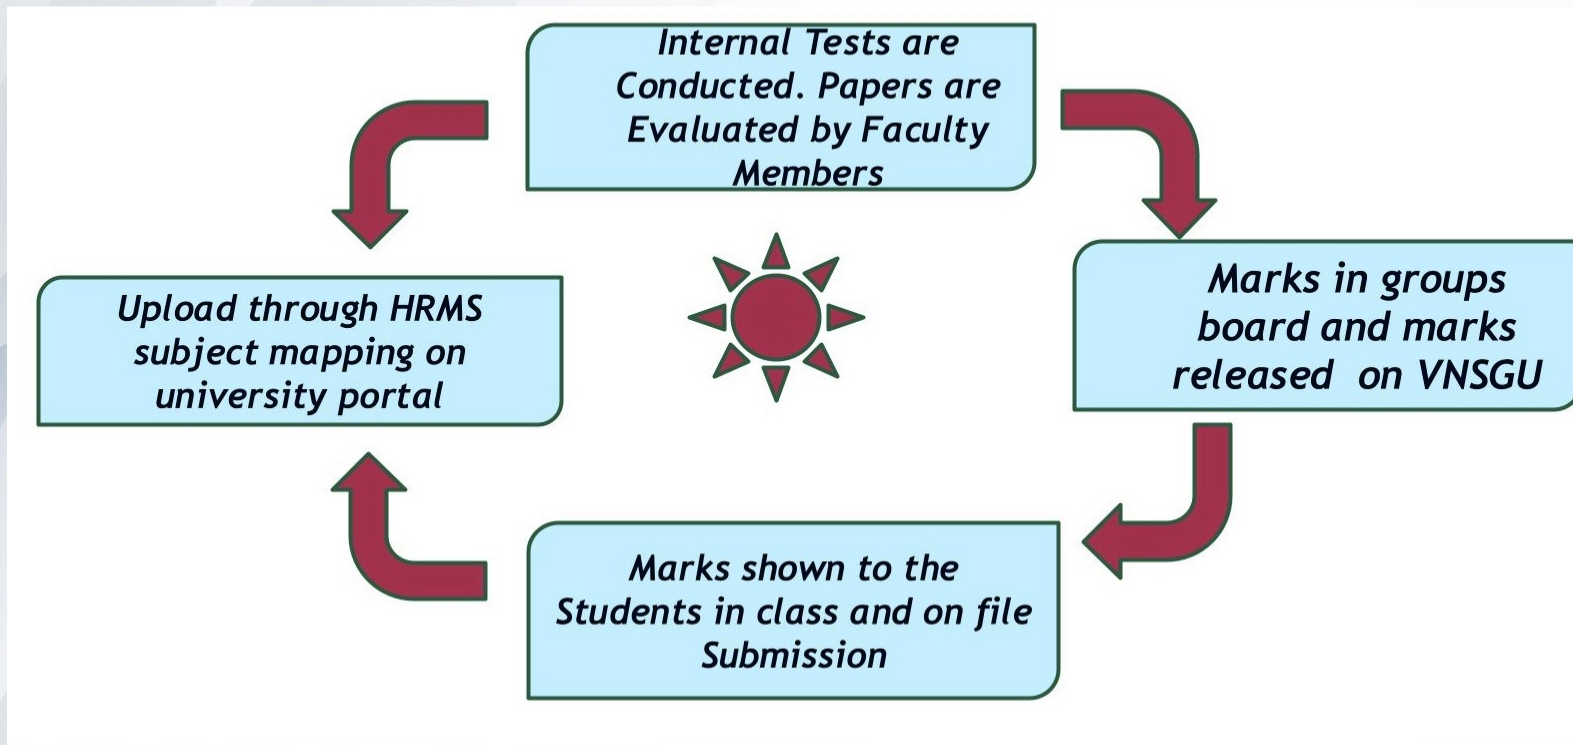 Internal Tests are
Conducted. Papers are
Evaluated by Faculty
Members
Upload through HRMS
subject mapping on
university portal
Marks in groups
board and marks
released on VNSGU
Marks shown to the
Students in class and on file
Submission